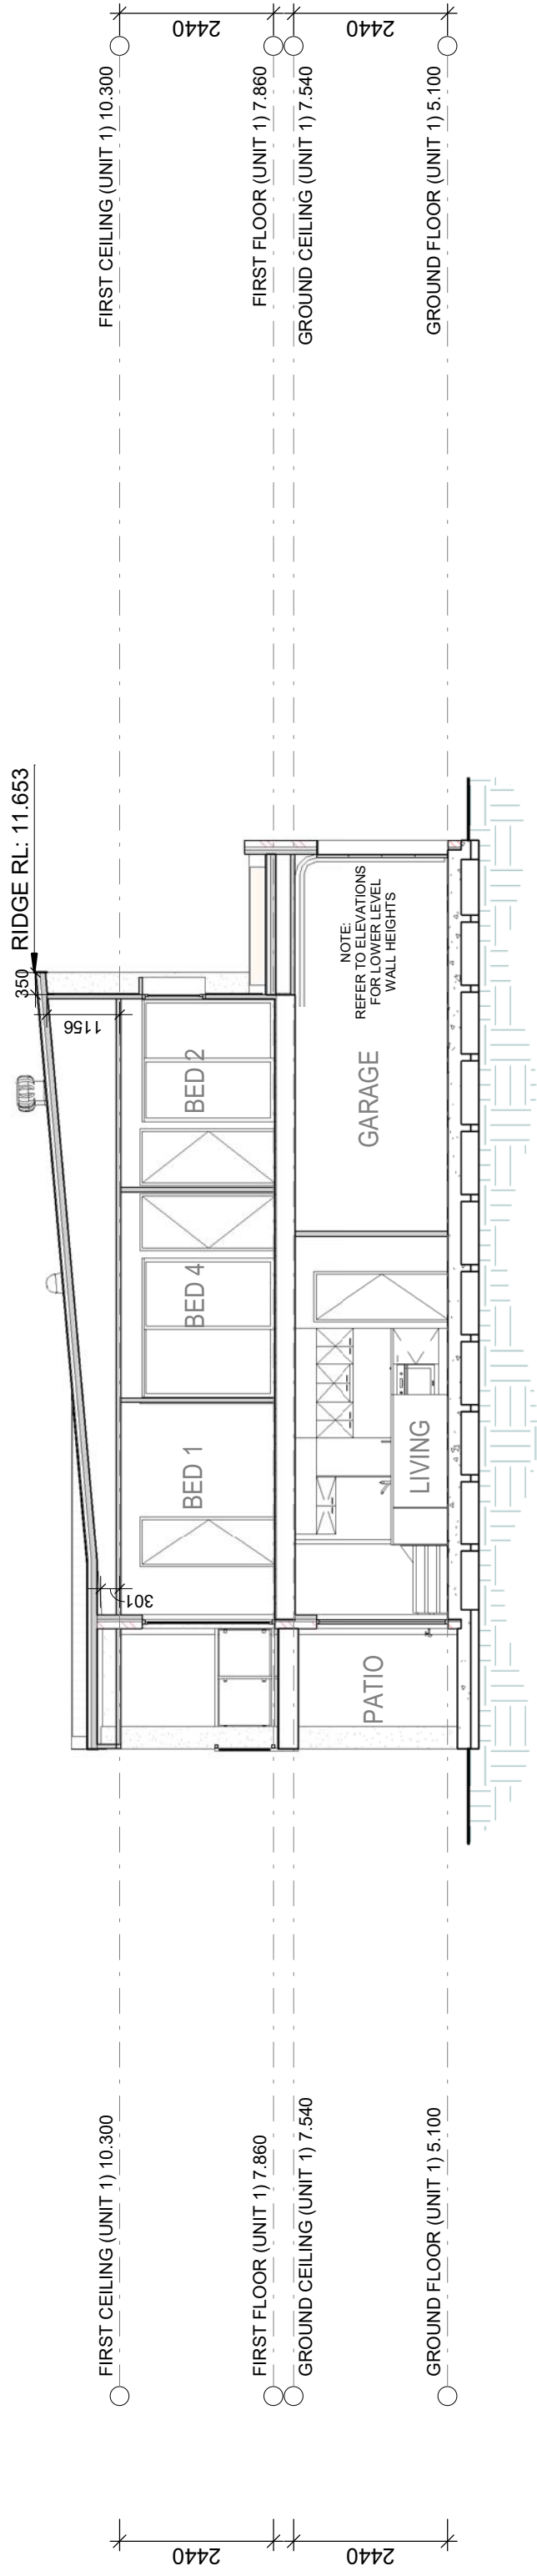 RIDGE RL: 11.653
350
1156
301
FIRST CEILING (UNIT 1) 10.300
FIRST FLOOR (UNIT 1) 7.860
GROUND CEILING (UNIT 1) 7.540
GROUND FLOOR (UNIT 1) 5.100
2440
2440
BED 1
BED 4
BED 2
PATIO
LIVING
GARAGE
NOTE:
REFER TO ELEVATIONS
FOR LOWER LEVEL
WALL HEIGHTS
FIRST CEILING (UNIT 1) 10.300
FIRST FLOOR (UNIT 1) 7.860
GROUND CEILING (UNIT 1) 7.540
GROUND FLOOR (UNIT 1) 5.100
2440
2440